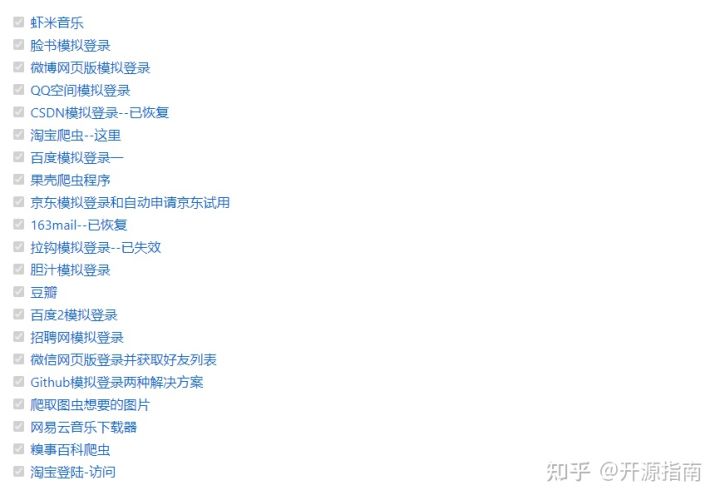 虾米音乐
脸书模拟登录
微博网页版模拟登录
QQ空间模拟登录
CSDN模拟登录--已恢复
淘宝爬虫--这里
百度模拟登录一
果壳爬虫程序
京东模拟登录和自动申请京东试用
163mail--已恢复
拉钩模拟登录--已失效
胆汁模拟登录
豆瓣
百度2模拟登录
招聘网模拟登录
微信网页版登录并获取好友列表
Github模拟登录两种解决方案
爬取图虫想要的图片
网易云音乐下载器
糗事百科爬虫
淘宝登陆-访问
知乎 @开源指南